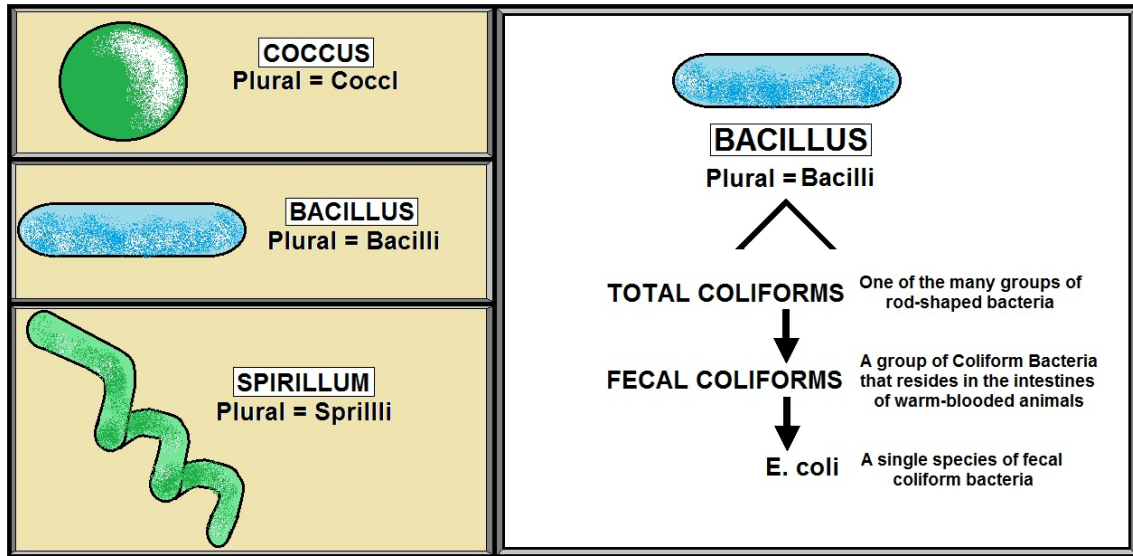 COCCUS
Plural = CoccI
BACILLUS
Plural = Bacilli
SPIRILLUM
Plural = Sprillli
BACILLUS
Plural = Bacilli
TOTAL COLIFORMS
One of the many groups of
rod-shaped bacteria
FECAL COLIFORMS
A group of Coliform Bacteria
that resides in the intestines
of warm-blooded animals
E. coli
A single species of fecal
coliform bacteria